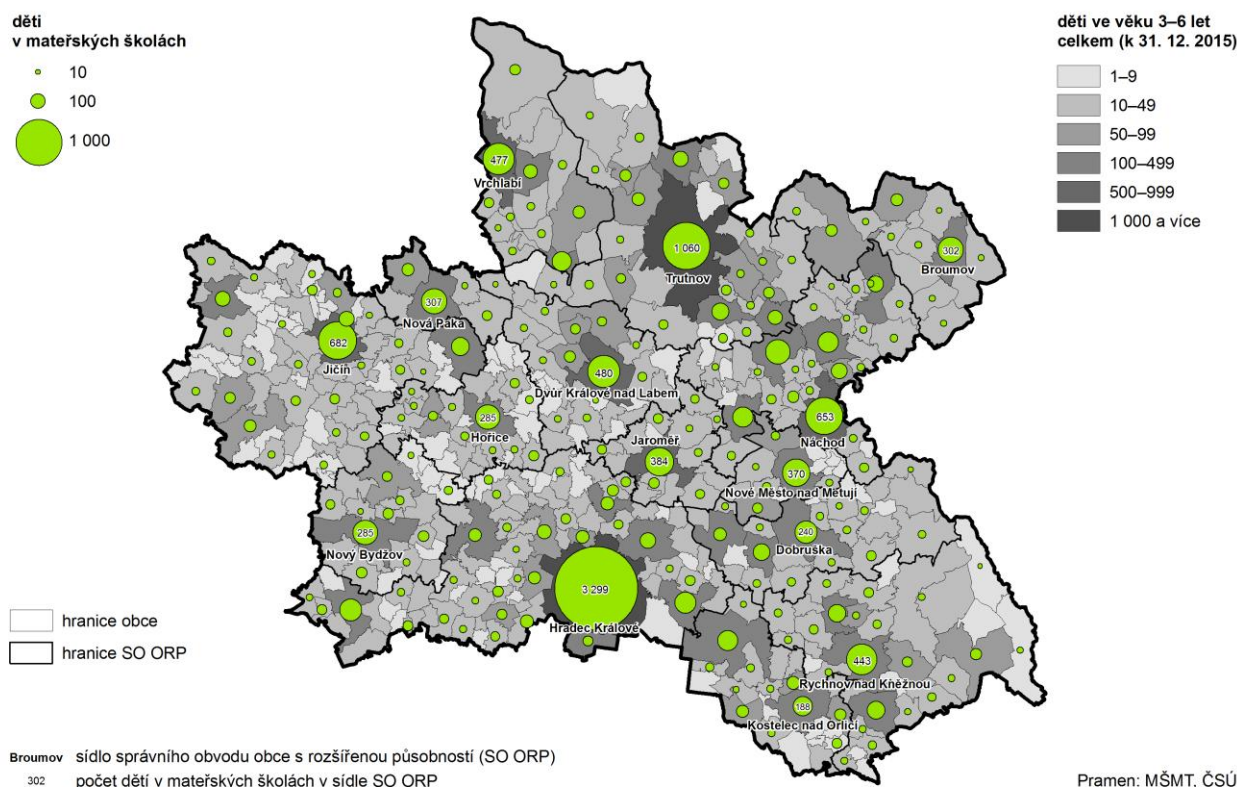 děti
v mateřských školách
10
100
1 000
děti ve věku 3–6 let
celkem (k 31. 12. 2015)
1–9
10–49
50–99
100–499
500–999
1 000 a více
477
Vrchlabí
1 060
Trutnov
302
Broumov
307
Nová Paka
682
Jičín
480
Dvůr Králové nad Labem
285
Hořice
653
Náchod
Jaroměř
384
370
Nové Město nad Metují
285
Nový Bydžov
240
Dobruška
3 299
Hradec Králové
443
Rychnov nad Kněžnou
188
Kostelec nad Orlicí
hranice obce
hranice SO ORP
Broumov sídlo správního obvodu obce s rozšířenou působností (SO ORP)
302 počet dětí v mateřských školách v sídle SO ORP
Pramen: MŠMT, ČSÚ